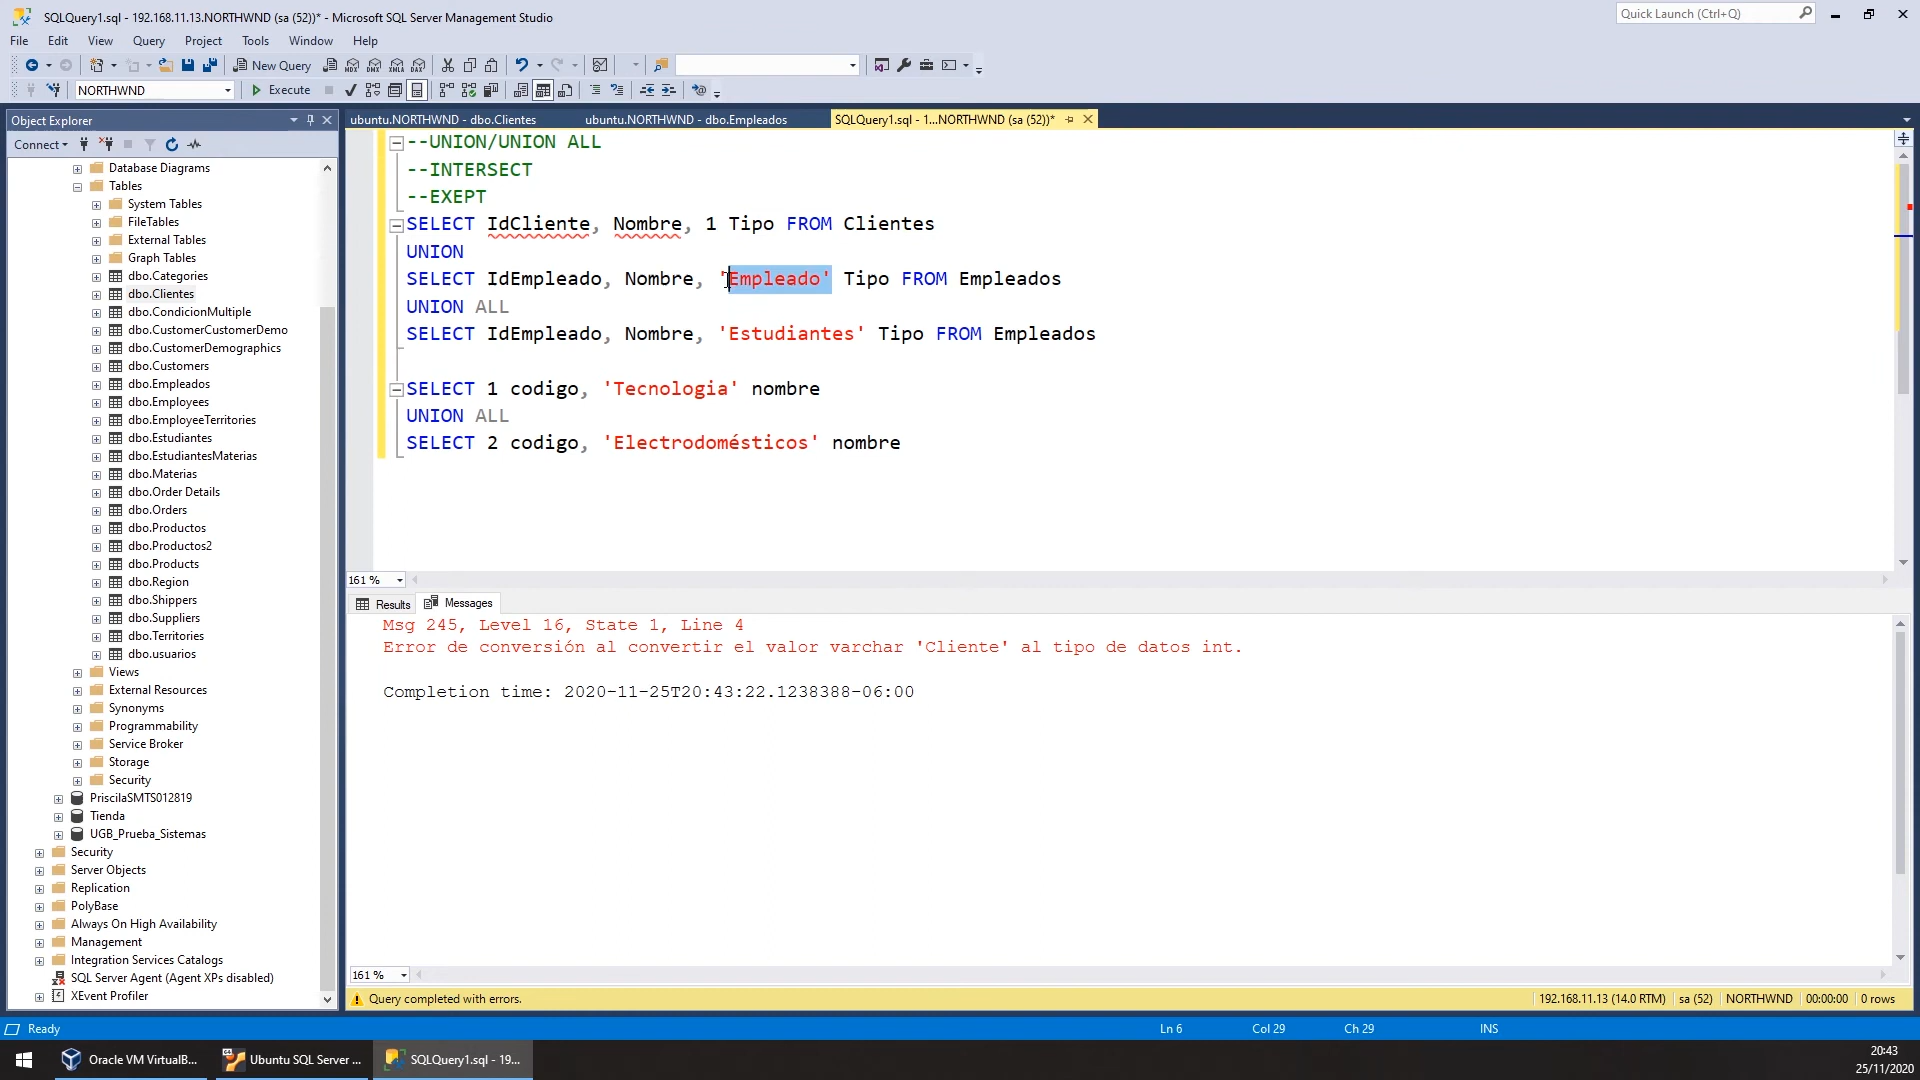 SQLQuery1.sql - 192.168.11.13.NORTHWND (sa (52))* - Microsoft SQL Server Management Studio
Quick Launch (Ctrl+Q)
File Edit View Query Project Tools Window Help
New Query
NORTHWND
Execute
Object Explorer
ubuntu.NORTHWND - dbo.Clientes
ubuntu.NORTHWND - dbo.Empleados
SQLQuery1.sql - 1...NORTHWND (sa (52))*
Connect
Database Diagrams
Tables
System Tables
FileTables
External Tables
Graph Tables
dbo.Categories
dbo.Clientes
dbo.CondicionMultiple
dbo.CustomerCustomerDemo
dbo.CustomerDemographics
dbo.Customers
dbo.Empleados
dbo.Employees
dbo.EmployeeTerritories
dbo.Estudiantes
dbo.EstudiantesMaterias
dbo.Materias
dbo.Order Details
dbo.Orders
dbo.Productos
dbo.Productos2
dbo.Products
dbo.Region
dbo.Shippers
dbo.Suppliers
dbo.Territories
dbo.usuarios
Views
External Resources
Synonyms
Programmability
Service Broker
Storage
Security
PriscilaSMTS012819
Tienda
UGB_Prueba_Sistemas
Security
Server Objects
Replication
PolyBase
Always On High Availability
Management
Integration Services Catalogs
SQL Server Agent (Agent XPs disabled)
XEvent Profiler
--UNION/UNION ALL
--INTERSECT
--EXEPT
SELECT IdCliente, Nombre, 1 Tipo FROM Clientes
UNION
SELECT IdEmpleado, Nombre, 'Empleado' Tipo FROM Empleados
UNION ALL
SELECT IdEmpleado, Nombre, 'Estudiantes' Tipo FROM Empleados
SELECT 1 codigo, 'Tecnologia' nombre
UNION ALL
SELECT 2 codigo, 'Electrodomésticos' nombre
161 %
Results Messages
Msg 245, Level 16, State 1, Line 4
Error de conversión al convertir el valor varchar 'Cliente' al tipo de datos int.
Completion time: 2020-11-25T20:43:22.1238388-06:00
161 %
Query completed with errors.
192.168.11.13 (14.0 RTM) sa (52) NORTHWND 00:00:00 0 rows
Ready
Ln 6 Col 29 Ch 29 INS
Oracle VM VirtualB...
Ubuntu SQL Server ...
SQLQuery1.sql - 19...
20:43
25/11/2020